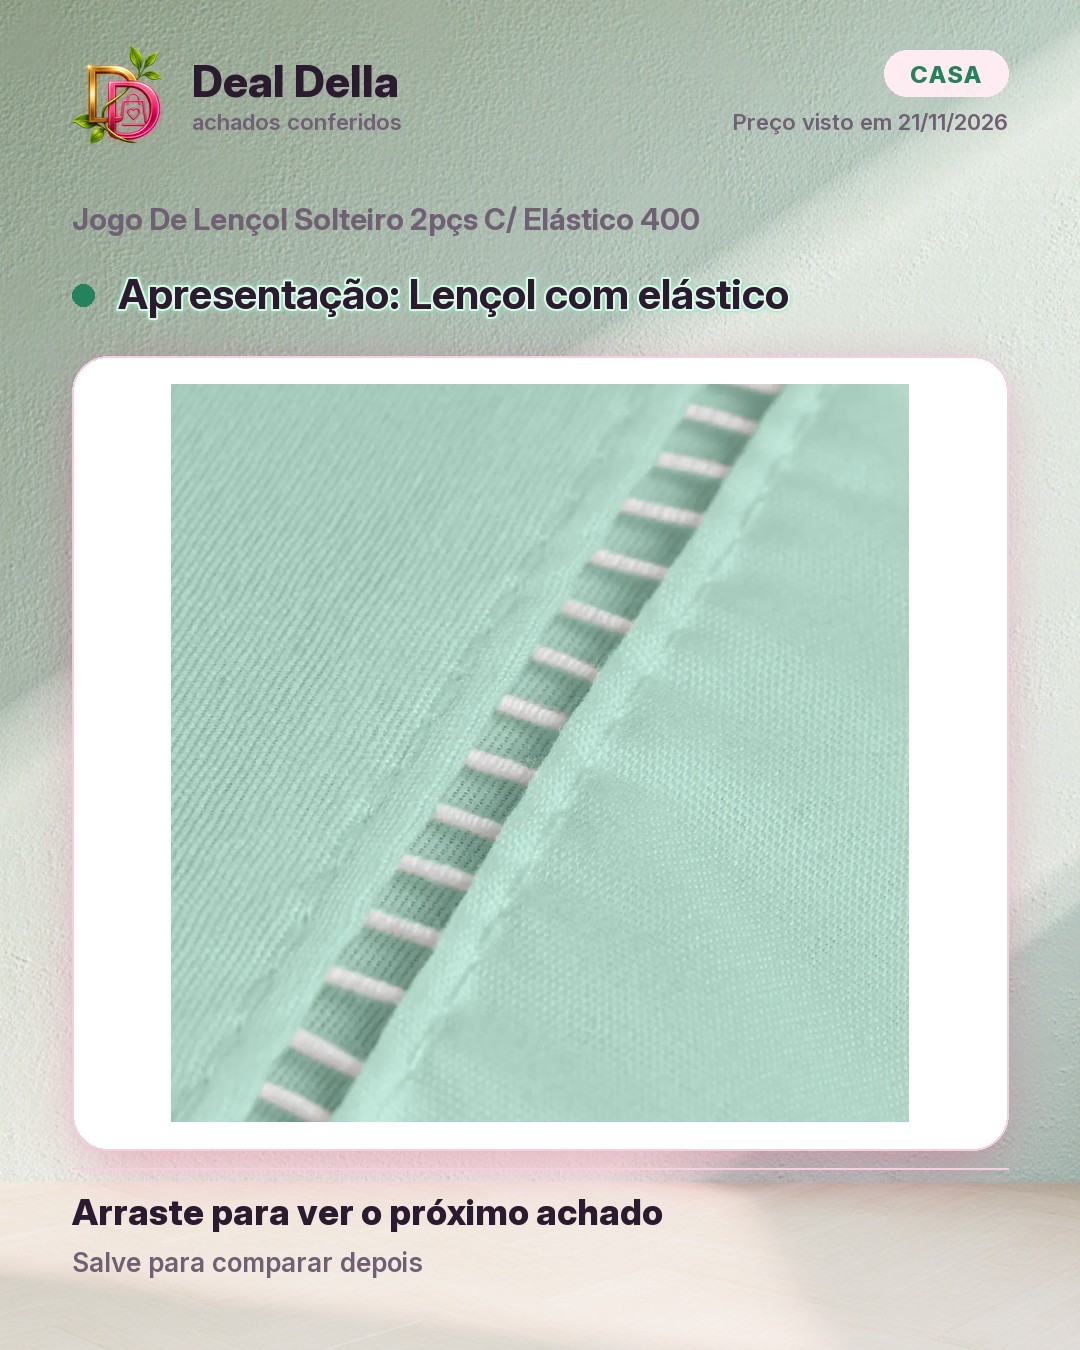 Deal Della
achados conferidos
CASA
Preço visto em 21/11/2026
Jogo De Lençol Solteiro 2pçs C/ Elástico 400
Apresentação: Lençol com elástico
Arraste para ver o próximo achado
Salve para comparar depois